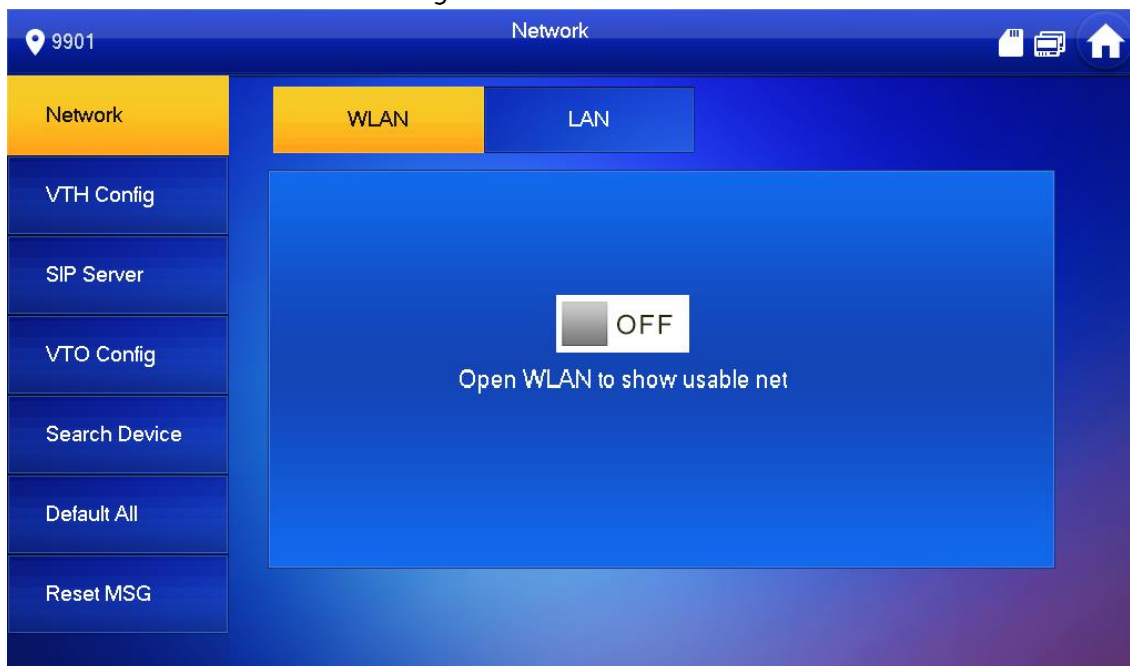 9901
Network
Network
WLAN
LAN
VTH Config
SIP Server
OFF
VTO Config
Open WLAN to show usable net
Search Device
Default All
Reset MSG